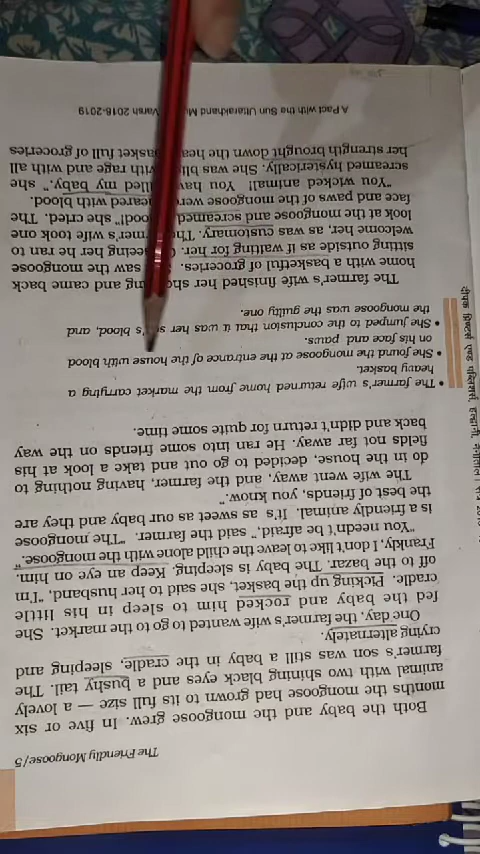 The Friendly Mongoose/5
Both the baby and the mongoose grew. In five or six
months the mongoose had grown to its full size — a lovely
animal with two shining black eyes and a bushy tail. The
farmer's son was still a baby in the cradle, sleeping and
crying alternately.
One day, the farmer's wife wanted to go to the market. She
fed the baby and rocked him to sleep in his little
cradle. Picking up the basket, she said to her husband, "I'm
off to the bazar. The baby is sleeping. Keep an eye on him.
Frankly, I don't like to leave the child alone with the mongoose."
"You needn't be afraid," said the farmer. "The mongoose
is a friendly animal. It's as sweet as our baby and they are
the best of friends, you know."
The wife went away, and the farmer, having nothing to
do in the house, decided to go out and take a look at his
fields not far away. He ran into some friends on the way
back and didn't return for quite some time.
• The farmer's wife returned home from the market carrying a
heavy basket.
• She found the mongoose at the entrance of the house with blood
on his face and paws.
• She jumped to the conclusion that it was her 's blood, and
the mongoose was the guilty one.
The farmer's wife finished her sho ing and came back
home with a basketful of groceries. saw the mongoose
sitting outside as if waiting for her. seeing her he ran to
welcome her, as was customary. The rmer's wife took one
look at the mongoose and screamed. ood!" she cried. The
face and paws of the mongoose were eared with blood.
"You wicked animal! You have lled my baby," she
screamed hysterically. She was bli with rage and with all
her strength brought down the hea asket full of groceries
A Pact with the Sun Uttarakhand M Varsh 2018-2019